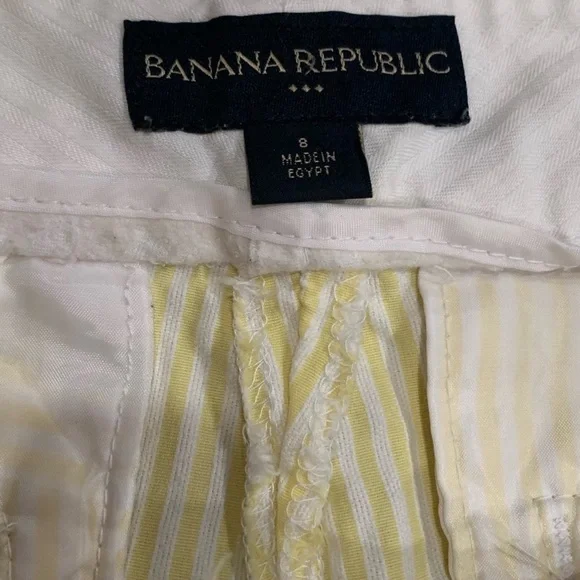 BANANA REPUBLIC
8
MADE IN
EGYPT